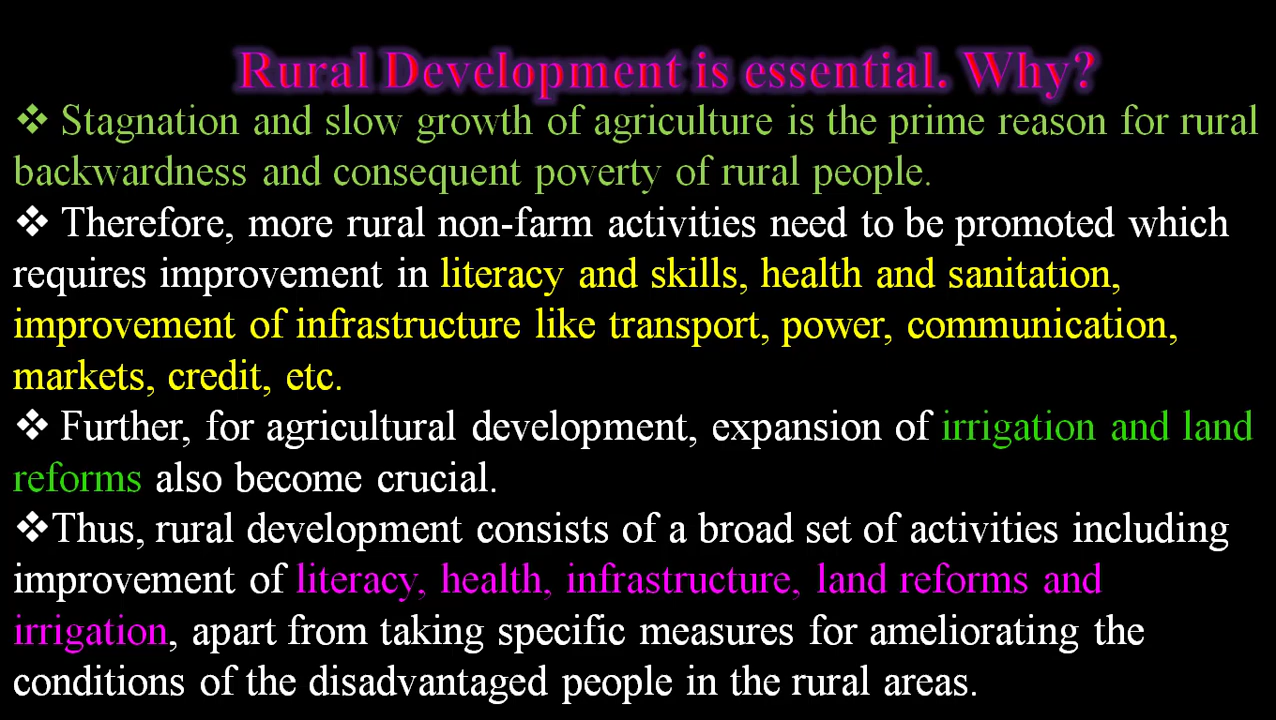 Rural Development is essential. Why?
❖ Stagnation and slow growth of agriculture is the prime reason for rural
backwardness and consequent poverty of rural people.
❖ Therefore, more rural non-farm activities need to be promoted which
requires improvement in literacy and skills, health and sanitation,
improvement of infrastructure like transport, power, communication,
markets, credit, etc.
❖ Further, for agricultural development, expansion of irrigation and land
reforms also become crucial.
❖Thus, rural development consists of a broad set of activities including
improvement of literacy, health, infrastructure, land reforms and
irrigation, apart from taking specific measures for ameliorating the
conditions of the disadvantaged people in the rural areas.